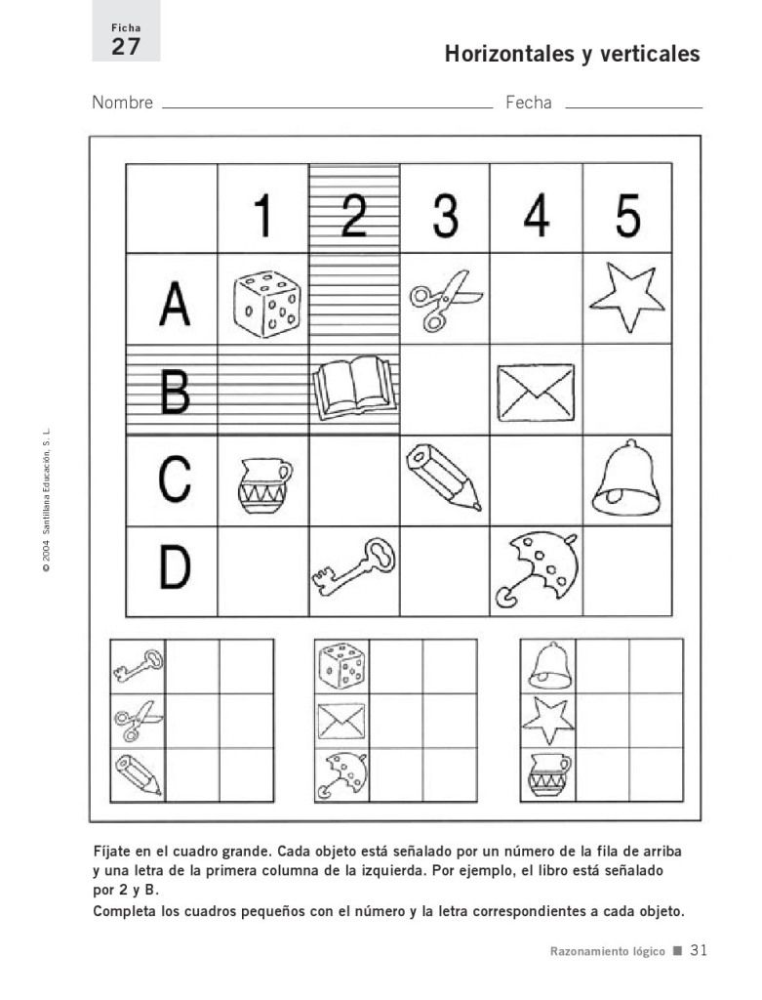 Ficha
27
Horizontales y verticales
Nombre
Fecha
1 2 3 4 5
A
B
C
D
© 2004 Santillana Educación, S. L.
Fíjate en el cuadro grande. Cada objeto está señalado por un número de la fila de arriba
y una letra de la primera columna de la izquierda. Por ejemplo, el libro está señalado
por 2 y B.
Completa los cuadros pequeños con el número y la letra correspondientes a cada objeto.
Razonamiento lógico ■ 31